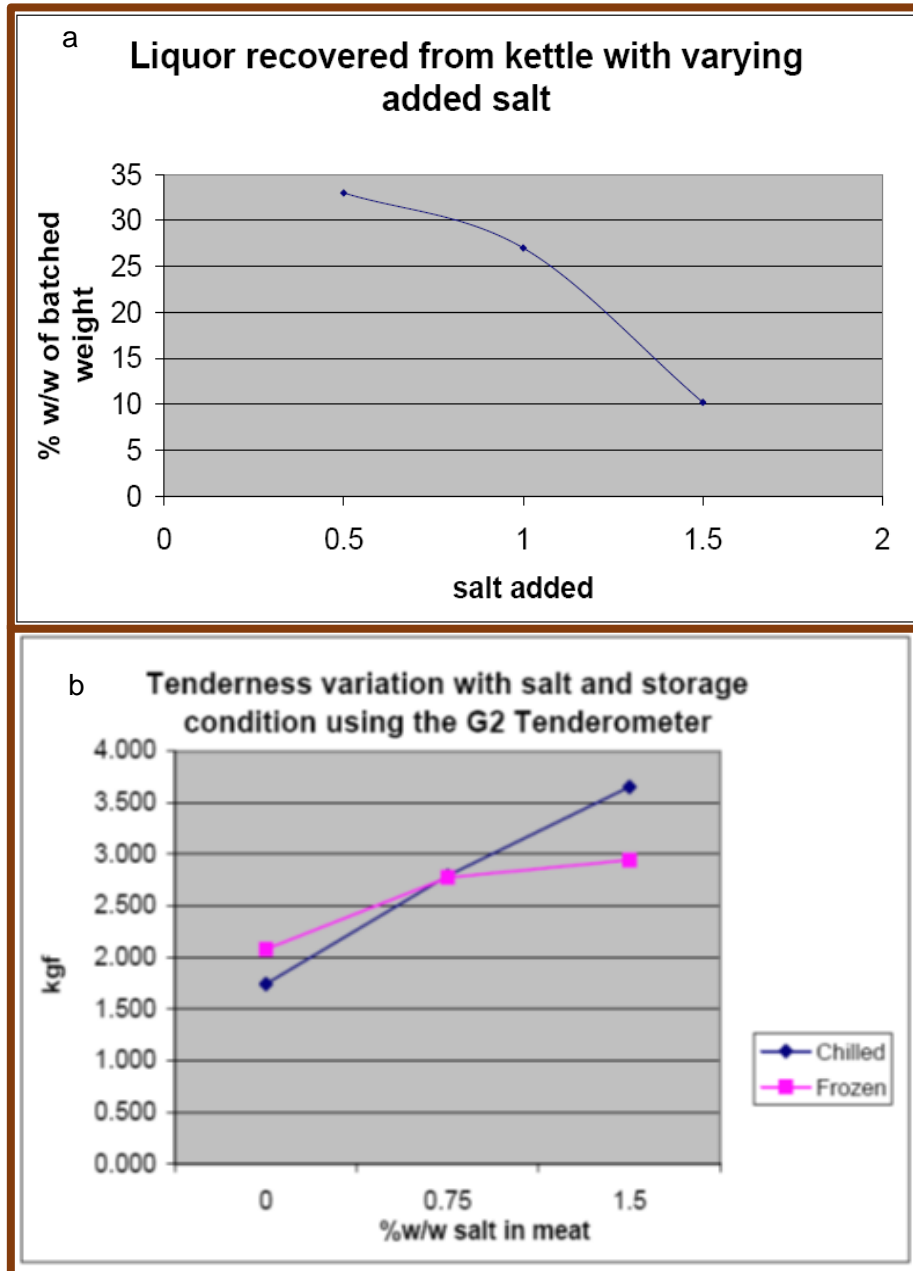 a
Liquor recovered from kettle with varying
added salt
% w/w of batched
weight
35
30
25
20
15
10
5
0
0 0.5 1 1.5 2
salt added
b
Tenderness variation with salt and storage
condition using the G2 Tenderometer
kgf
4.000
3.500
3.000
2.500
2.000
1.500
1.000
0.500
0.000
Chilled
Frozen
0 0.75 1.5
%w/w salt in meat